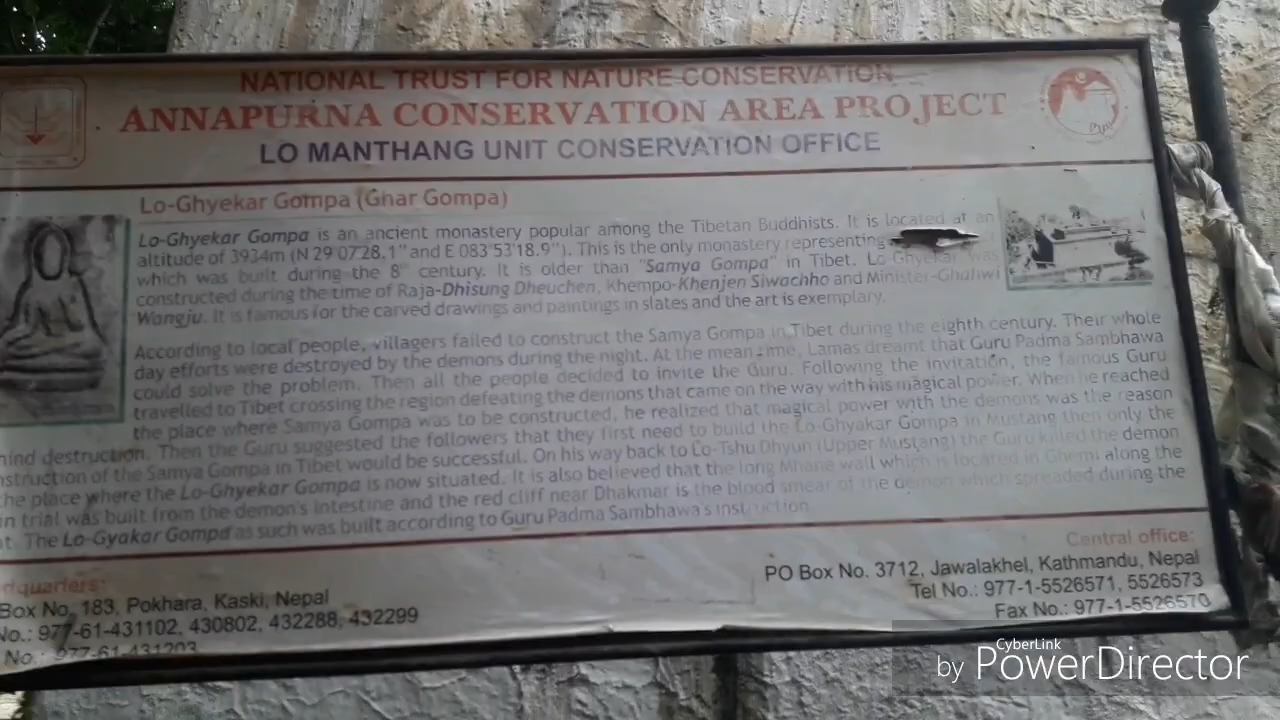 NATIONAL TRUST FOR NATURE CONSERVATION
ANNAPURNA CONSERVATION AREA PROJECT
LO MANTHANG UNIT CONSERVATION OFFICE
Lo-Ghyekar Gompa (Ghar Gompa)
Lo-Ghyekar Gompa is an ancient monastery popular among the Tibetan Buddhists. It is located at an
altitude of 3934m (N 29 0728.1" and E 083 53'18.9"). This is the only monastery representing
which was built during the 8th century. It is older than "Samya Gompa" in Tibet. Lo-Ghyekar was
constructed during the time of Raja-Dhisung Dheuchen, Khempo-Khenjen Siwachho and Minister-Ghalwi
Wangju. It is famous for the carved drawings and paintings in slates and the art is exemplary.
According to local people, villagers failed to construct the Samya Gompa in Tibet during the eighth century. Their whole
day efforts were destroyed by the demons during the night. At the mean time, Lamas dreamt that Guru Padma Sambhawa
could solve the problem. Then all the people decided to invite the Guru. Following the invitation, the famous Guru
travelled to Tibet crossing the region defeating the demons that came on the way with his magical power. When he reached
the place where Samya Gompa was to be constructed, he realized that magical power with the demons was the reason
hind destruction. Then the Guru suggested the followers that they first need to build the Lo-Ghyakar Gompa in Mustang then only the
nstruction of the Samya Gompa in Tibet would be successful. On his way back to Lo-Tshu Dhyun (Upper Mustang) the Guru killed the demon
the place where the Lo-Ghyekar Gompa is now situated. It is also believed that the long Mhane wall which is located in Ghemi along the
in trial was built from the demon's intestine and the red cliff near Dhakmar is the blood smear of the demon which spreaded during the
t. The Lo-Gyakar Gompa as such was built according to Guru Padma Sambhawa's instruction.
dquarters:
Box No. 183, Pokhara, Kaski, Nepal
No.: 977-61-431102, 430802, 432288, 432299
No.: 977-61-431203
Central office:
PO Box No. 3712, Jawalakhel, Kathmandu, Nepal
Tel No.: 977-1-5526571, 5526573
Fax No.: 977-1-5526570
by CyberLink PowerDirector